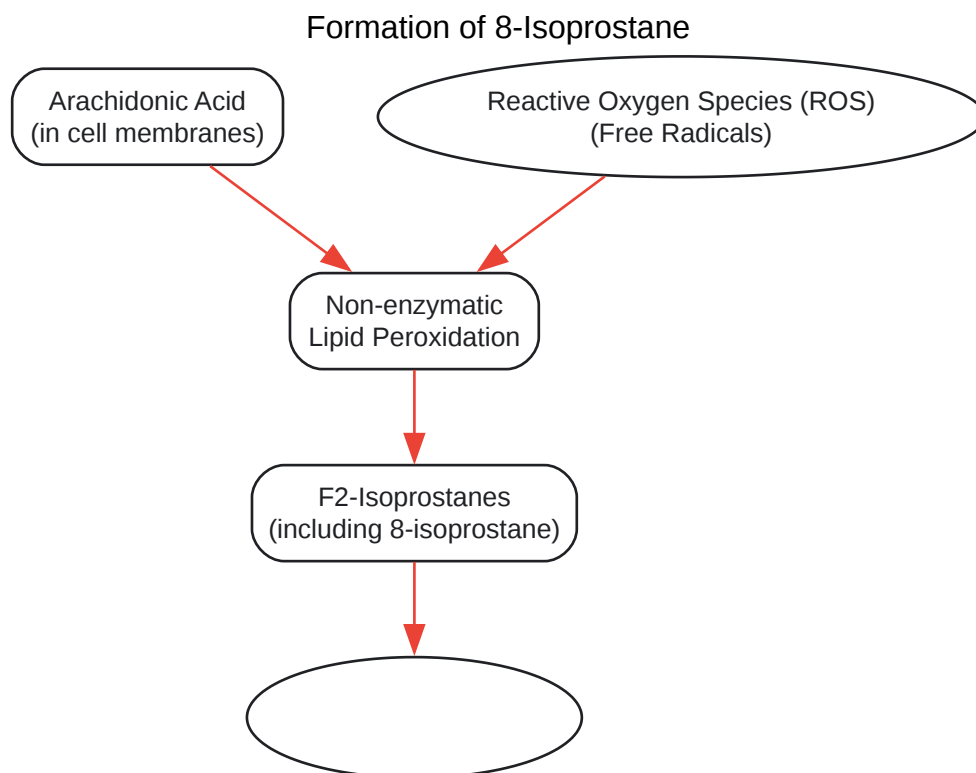 Formation of 8-Isoprostane
Arachidonic Acid
(in cell membranes)
Reactive Oxygen Species (ROS)
(Free Radicals)
Non-enzymatic
Lipid Peroxidation
F2-Isoprostanes
(including 8-isoprostane)